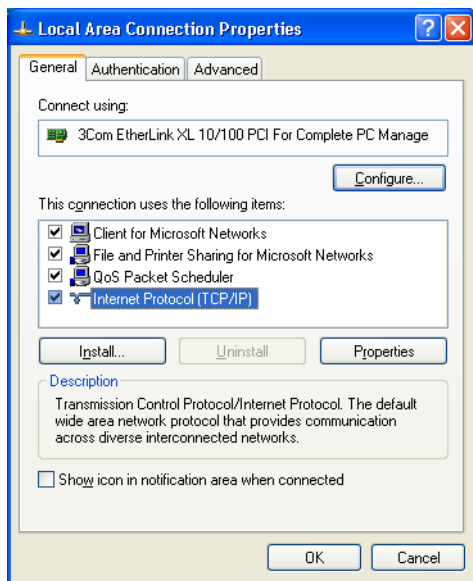 Local Area Connection Properties
General Authentication Advanced
Connect using:
3Com EtherLink XL 10/100 PCI For Complete PC Manage
Configure...
This connection uses the following items:
Client for Microsoft Networks
File and Printer Sharing for Microsoft Networks
QoS Packet Scheduler
Internet Protocol (TCP/IP)
Install... Uninstall Properties
Description
Transmission Control Protocol/Internet Protocol. The default
wide area network protocol that provides communication
across diverse interconnected networks.
Show icon in notification area when connected
OK Cancel